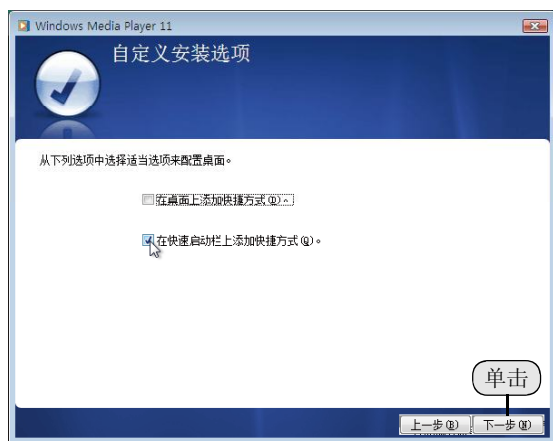 Windows Media Player 11
自定义安装选项
从下列选项中选择适当选项来配置桌面。
在桌面上添加快捷方式(D)。
在快速启动栏上添加快捷方式(Q)。
单击
上一步(B) 下一步(N)